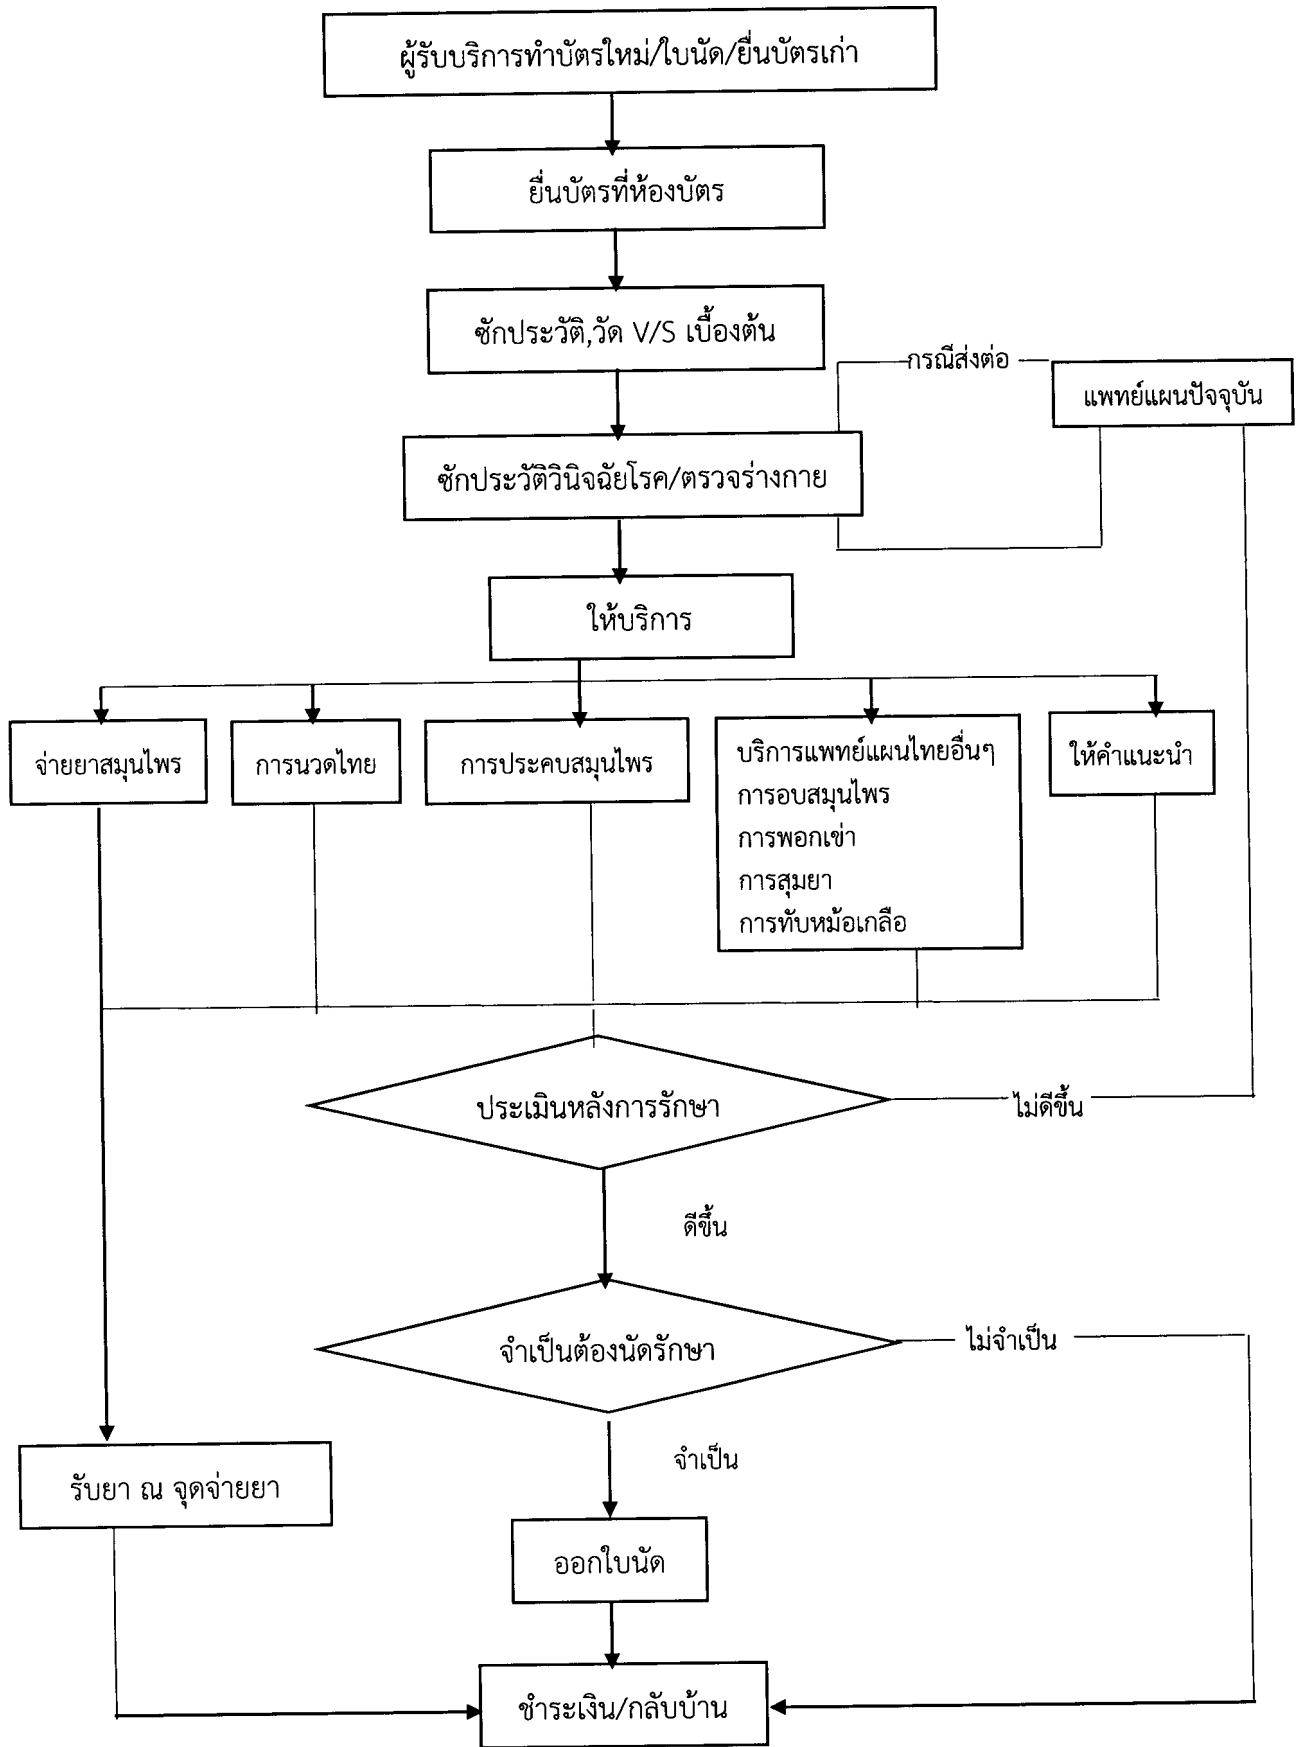 ผู้รับบริการทำบัตรใหม่/ใบนัด/ยื่นบัตรเก่า
ยื่นบัตรที่ห้องบัตร
ซักประวัติ,วัด V/S เบื้องต้น
กรณีส่งต่อ
แพทย์แผนปัจจุบัน
ซักประวัติวินิจฉัยโรค/ตรวจร่างกาย
ให้บริการ
จ่ายยาสมุนไพร
การนวดไทย
การประคบสมุนไพร
บริการแพทย์แผนไทยอื่นๆ
การอบสมุนไพร
การพอกเข่า
การสุมยา
การทับหม้อเกลือ
ให้คำแนะนำ
ประเมินหลังการรักษา
ไม่ดีขึ้น
ดีขึ้น
จำเป็นต้องนัดรักษา
ไม่จำเป็น
จำเป็น
รับยา ณ จุดจ่ายยา
ออกใบนัด
ชำระเงิน/กลับบ้าน